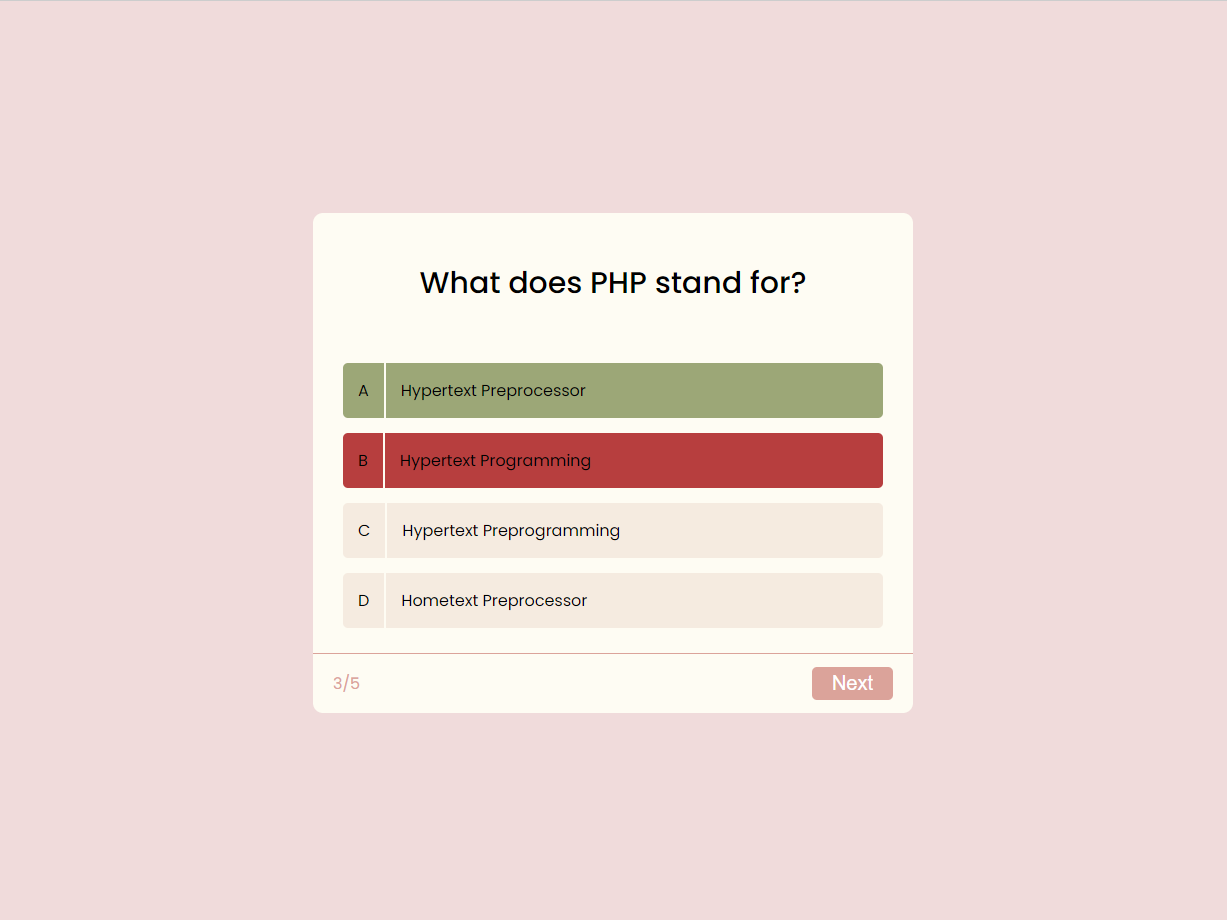 What does PHP stand for?
A Hypertext Preprocessor
B Hypertext Programming
C Hypertext Preprogramming
D Hometext Preprocessor
3/5 Next